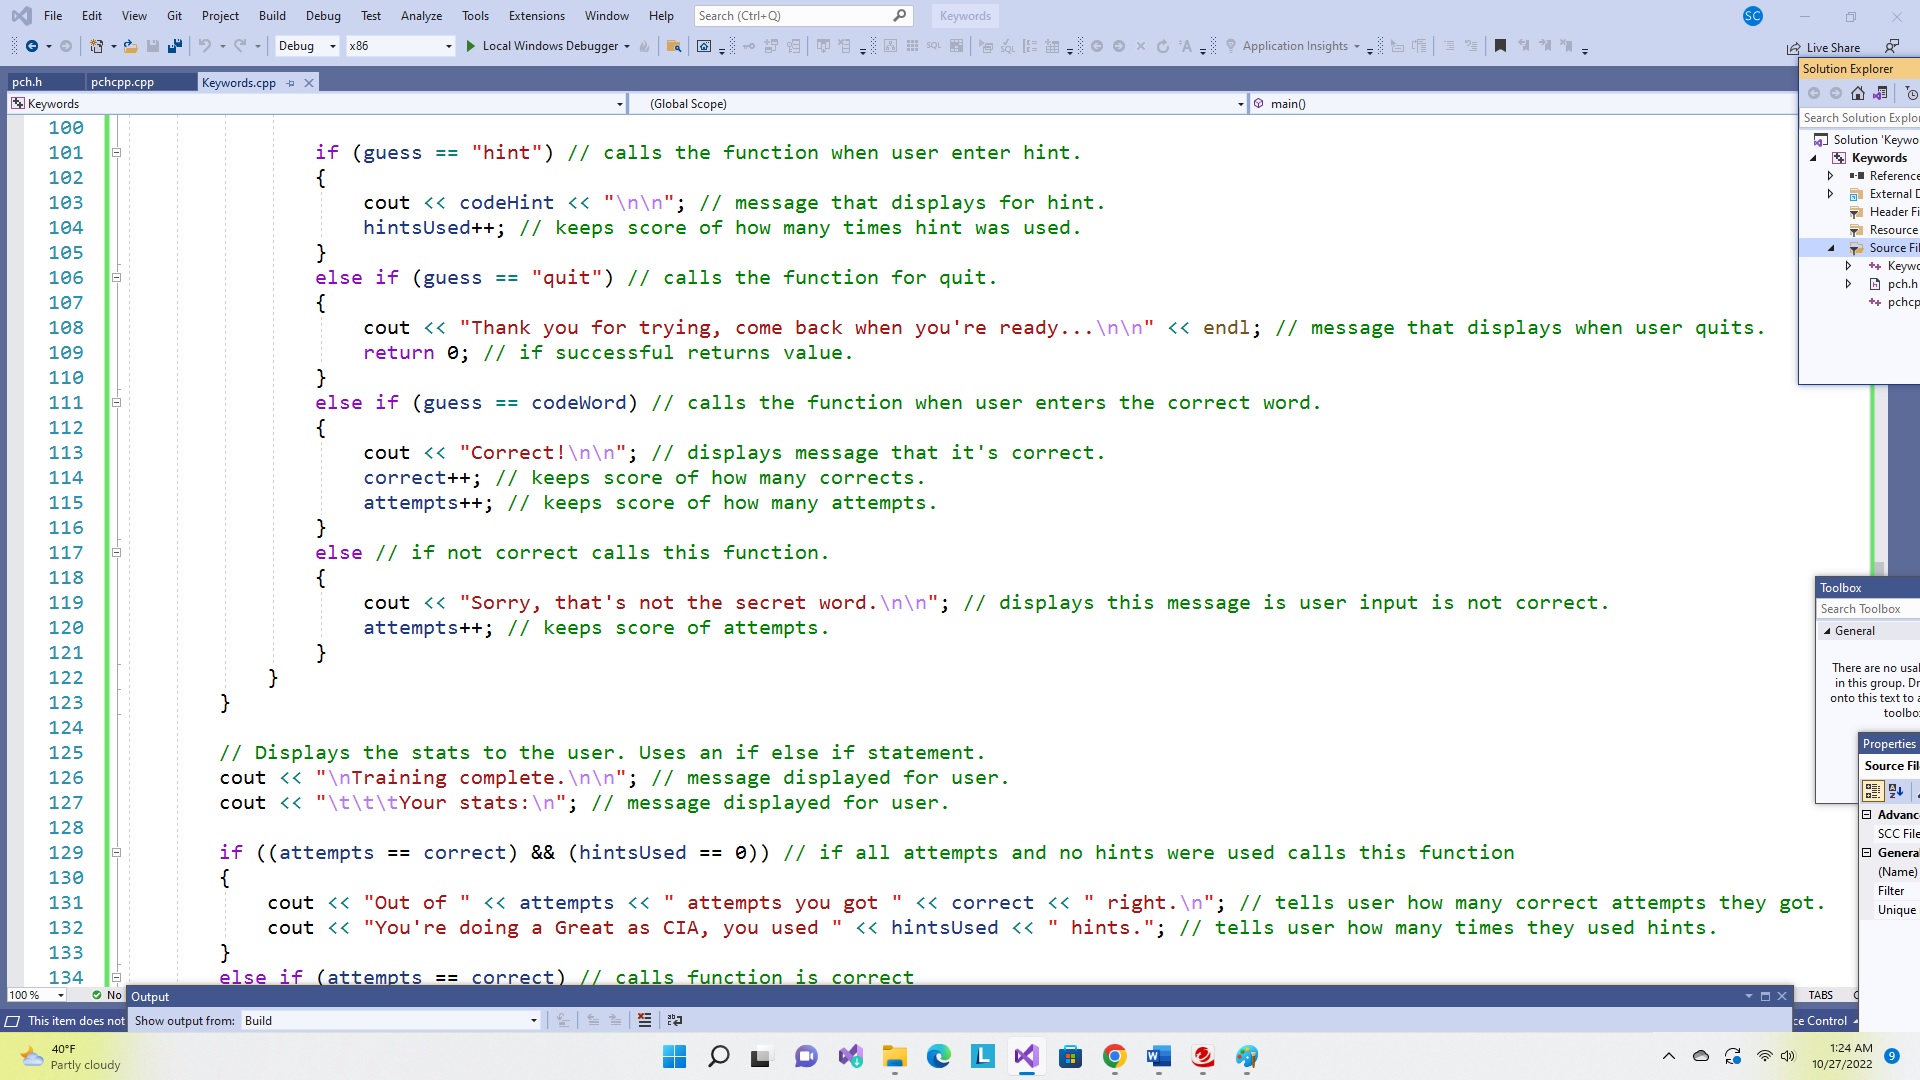 File Edit View Git Project Build Debug Test Analyze Tools Extensions Window Help Search (Ctrl+Q) Keywords SC
Debug x86 Local Windows Debugger Application Insights Live Share
pch.h pchcpp.cpp Keywords.cpp
Keywords (Global Scope) main()
100
101 if (guess == "hint") // calls the function when user enter hint.
102 {
103 cout << codeHint << "\n\n"; // message that displays for hint.
104 hintsUsed++; // keeps score of how many times hint was used.
105 }
106 else if (guess == "quit") // calls the function for quit.
107 {
108 cout << "Thank you for trying, come back when you're ready...\n\n" << endl; // message that displays when user quits.
109 return 0; // if successful returns value.
110 }
111 else if (guess == codeWord) // calls the function when user enters the correct word.
112 {
113 cout << "Correct!\n\n"; // displays message that it's correct.
114 correct++; // keeps score of how many corrects.
115 attempts++; // keeps score of how many attempts.
116 }
117 else // if not correct calls this function.
118 {
119 cout << "Sorry, that's not the secret word.\n\n"; // displays this message is user input is not correct.
120 attempts++; // keeps score of attempts.
121 }
122 }
123 }
124
125 // Displays the stats to the user. Uses an if else if statement.
126 cout << "\nTraining complete.\n\n"; // message displayed for user.
127 cout << "\t\t\tYour stats:\n"; // message displayed for user.
128
129 if ((attempts == correct) && (hintsUsed == 0)) // if all attempts and no hints were used calls this function
130 {
131 cout << "Out of " << attempts << " attempts you got " << correct << " right.\n"; // tells user how many correct attempts they got.
132 cout << "You're doing a Great as CIA, you used " << hintsUsed << " hints."; // tells user how many times they used hints.
133 }
134 else if (attempts == correct) // calls function is correct
100 % No
Output
Show output from: Build
This item does not
TABS
ce Control
Solution Explorer
Search Solution Explo
Solution 'Keywo
Keywords
Reference
External D
Header Fi
Resource
Source Fil
Keywo
pch.h
pchcp
Toolbox
Search Toolbox
General
There are no usa
in this group. Dr
onto this text to a
toolbo
Properties
Source Fil
Advanc
SCC File
Genera
(Name)
Filter
Unique
40°F
Partly cloudy
1:24 AM
10/27/2022
9